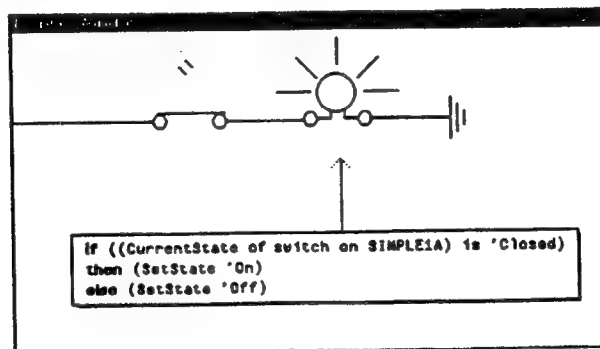 if ((CurrentState of switch on SIMPLE1A) is 'Closed)
then (SetState 'On)
else (SetState 'Off)